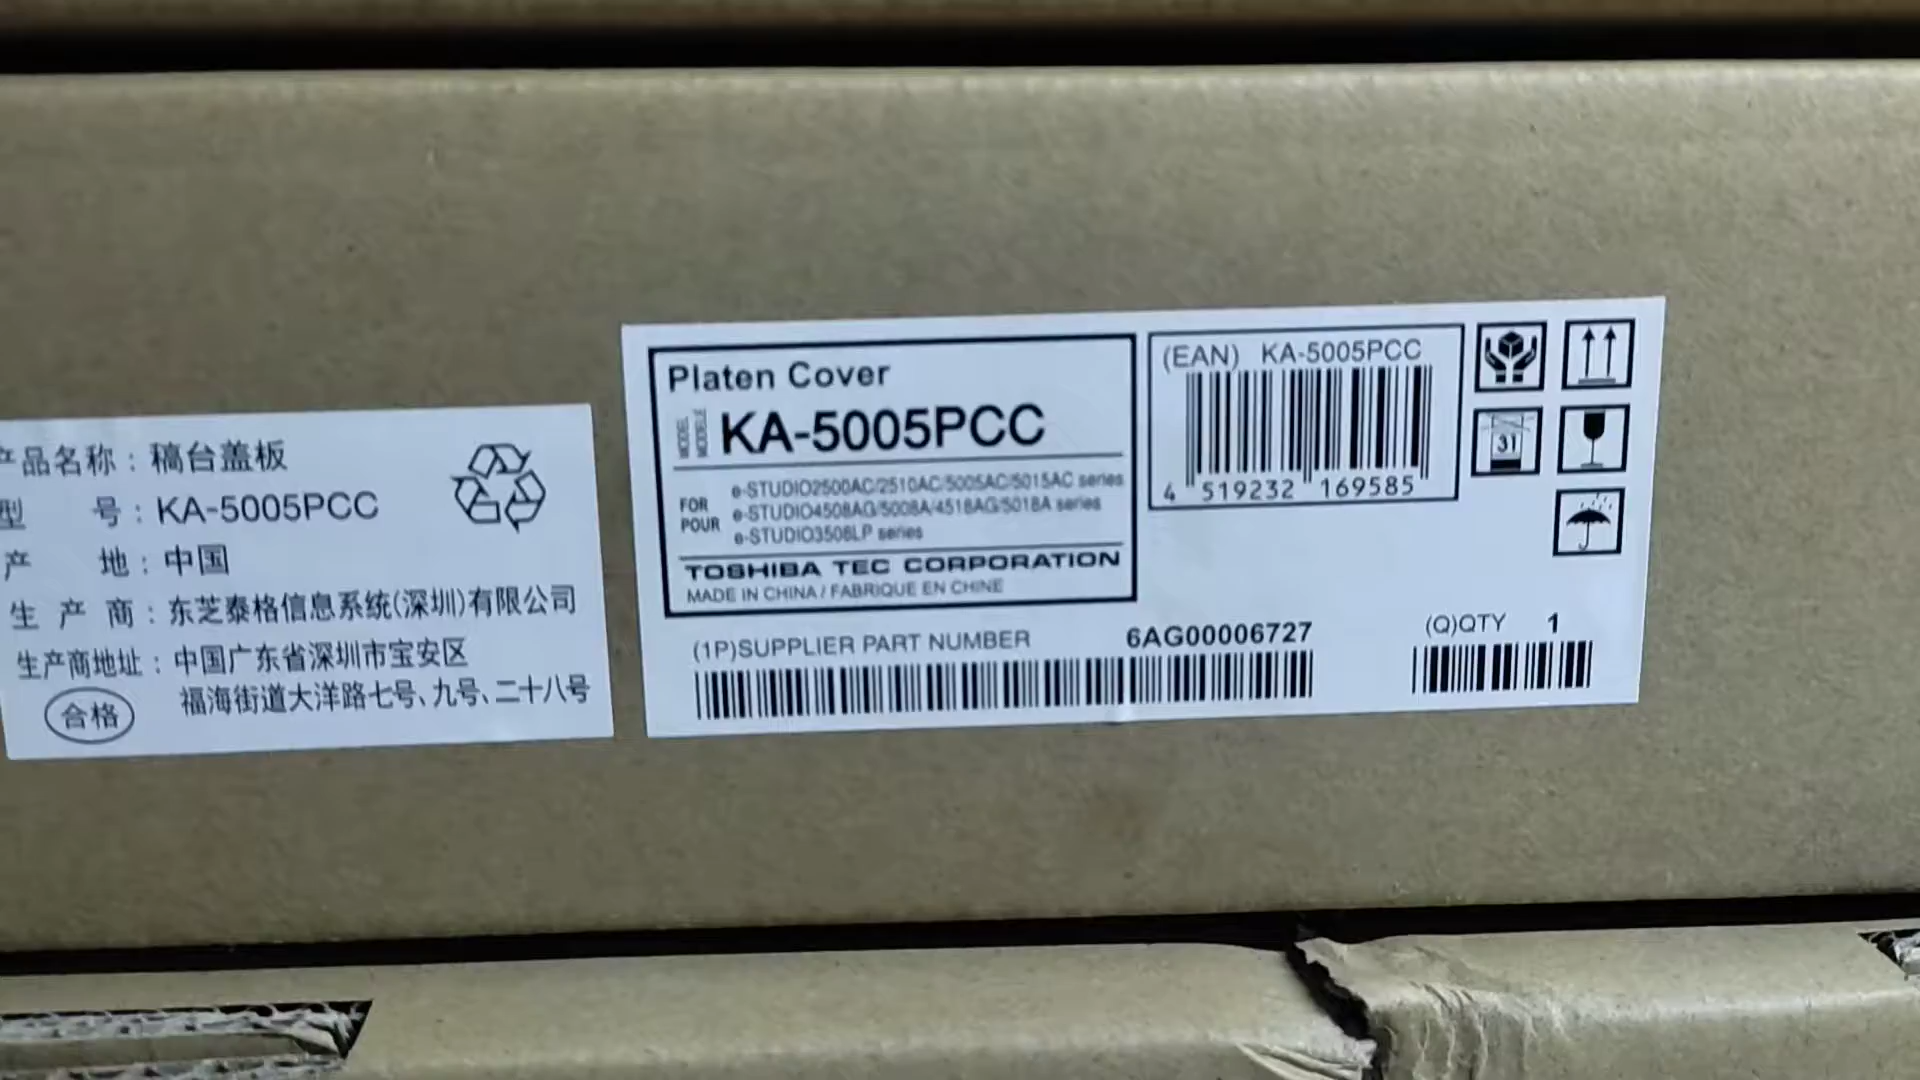 产品名称：稿台盖板
型 号：KA-5005PCC
产 地：中国
生 产 商：东芝泰格信息系统(深圳)有限公司
生产商地址：中国广东省深圳市宝安区
福海街道大洋路七号、九号、二十八号
合格
Platen Cover
MODEL
MODELE
KA-5005PCC
FOR
POUR
e-STUDIO2500AC/2510AC/5005AC/5015AC series
e-STUDIO4508AG/5008A/4518AG/5018A series
e-STUDIO3508LP series
TOSHIBA TEC CORPORATION
MADE IN CHINA / FABRIQUE EN CHINE
(EAN) KA-5005PCC
4 519232 169585
31
(1P)SUPPLIER PART NUMBER 6AG00006727
(Q)QTY 1